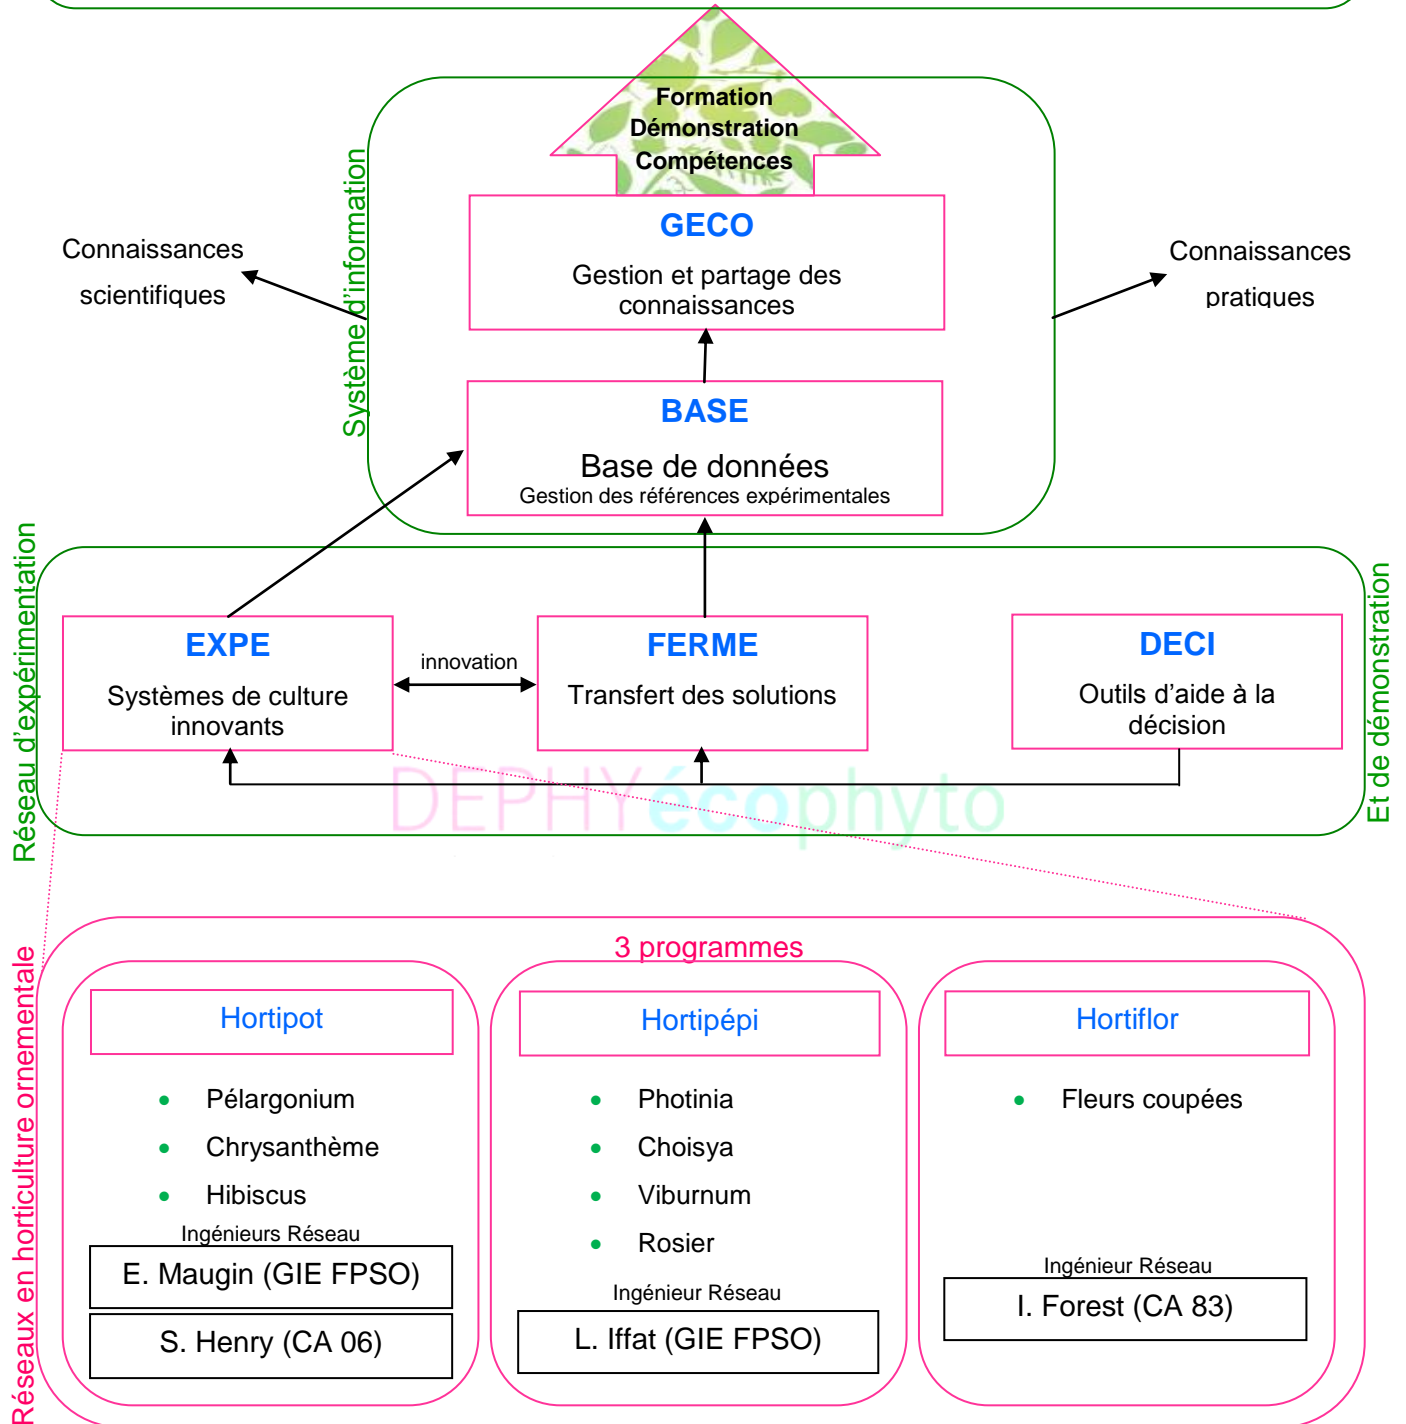 Formation
Démonstration
Compétences
Système d'information
GECO
Gestion et partage des
connaissances
Connaissances
scientifiques
Connaissances
pratiques
BASE
Base de données
Gestion des références expérimentales
Réseau d'expérimentation
Et de démonstration
EXPE
Systèmes de culture
innovants
innovation
FERME
Transfert des solutions
DECI
Outils d'aide à la
décision
DEPHYécophyto
Réseaux en horticulture ornementale
3 programmes
Hortipot
• Pélargonium
• Chrysanthème
• Hibiscus
Ingénieurs Réseau
E. Maugin (GIE FPSO)
S. Henry (CA 06)
Hortipépi
• Photinia
• Choisya
• Viburnum
• Rosier
Ingénieur Réseau
L. Iffat (GIE FPSO)
Hortiflor
• Fleurs coupées
Ingénieur Réseau
I. Forest (CA 83)